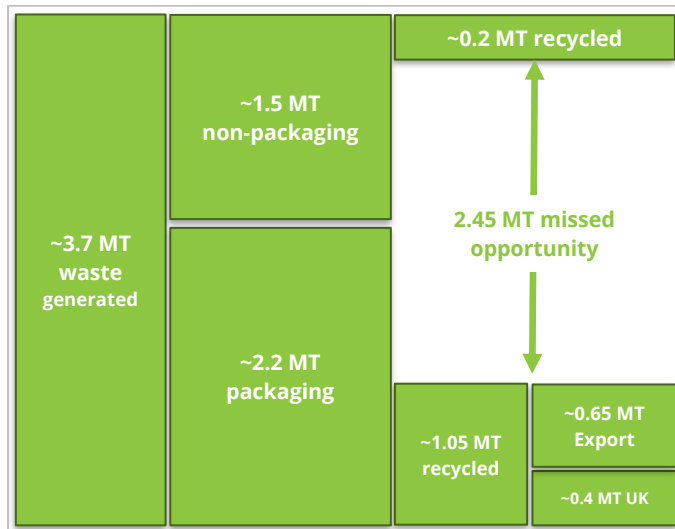 ~3.7 MT
waste
generated
~1.5 MT
non-packaging
~2.2 MT
packaging
~0.2 MT recycled
2.45 MT missed
opportunity
~1.05 MT
recycled
~0.65 MT
Export
~0.4 MT UK